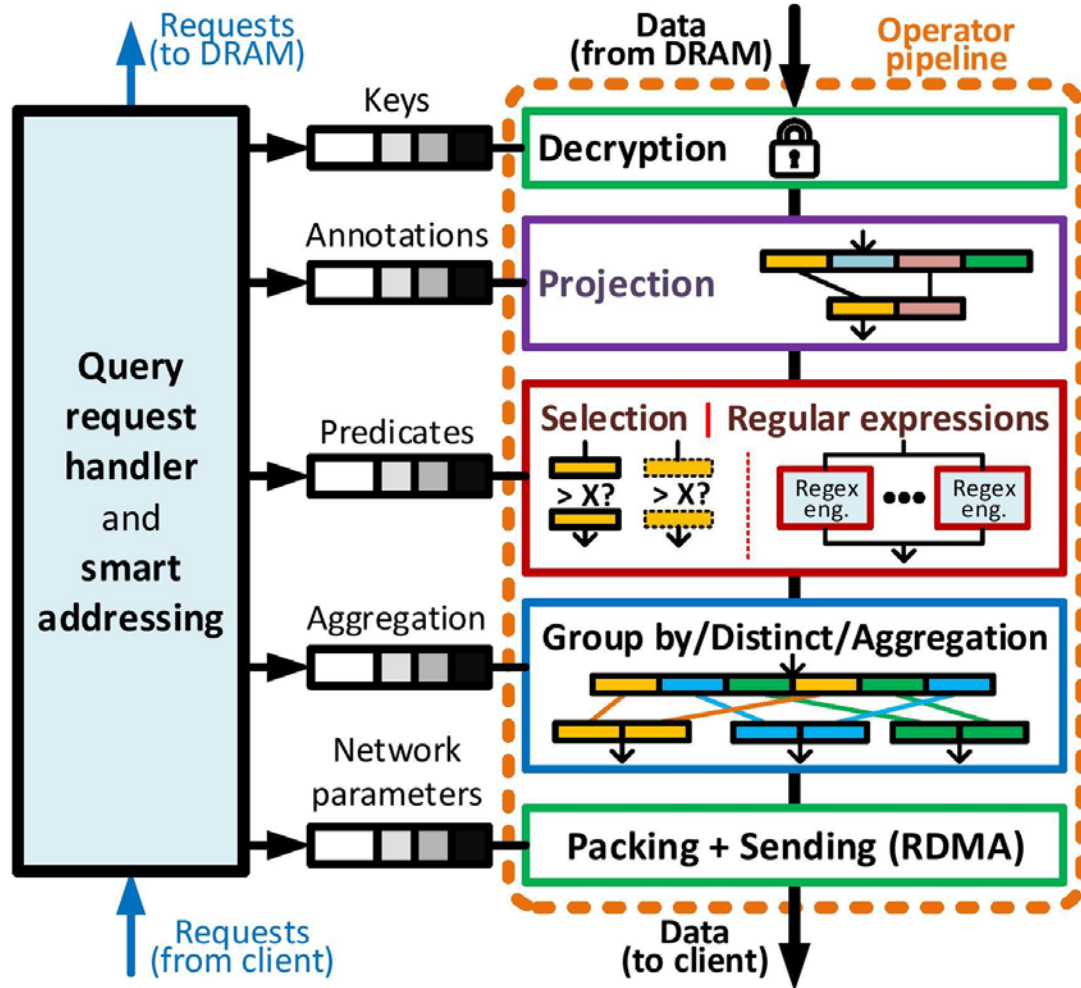 Requests
(to DRAM)
Data
(from DRAM)
Operator
pipeline
Keys
Decryption
Annotations
Projection
Query
request
handler
and
smart
addressing
Predicates
Selection | Regular expressions
> X?
> X?
Regex
eng.
•••
Regex
eng.
Aggregation
Group by/Distinct/Aggregation
Network
parameters
Packing + Sending (RDMA)
Requests
(from client)
Data
(to client)